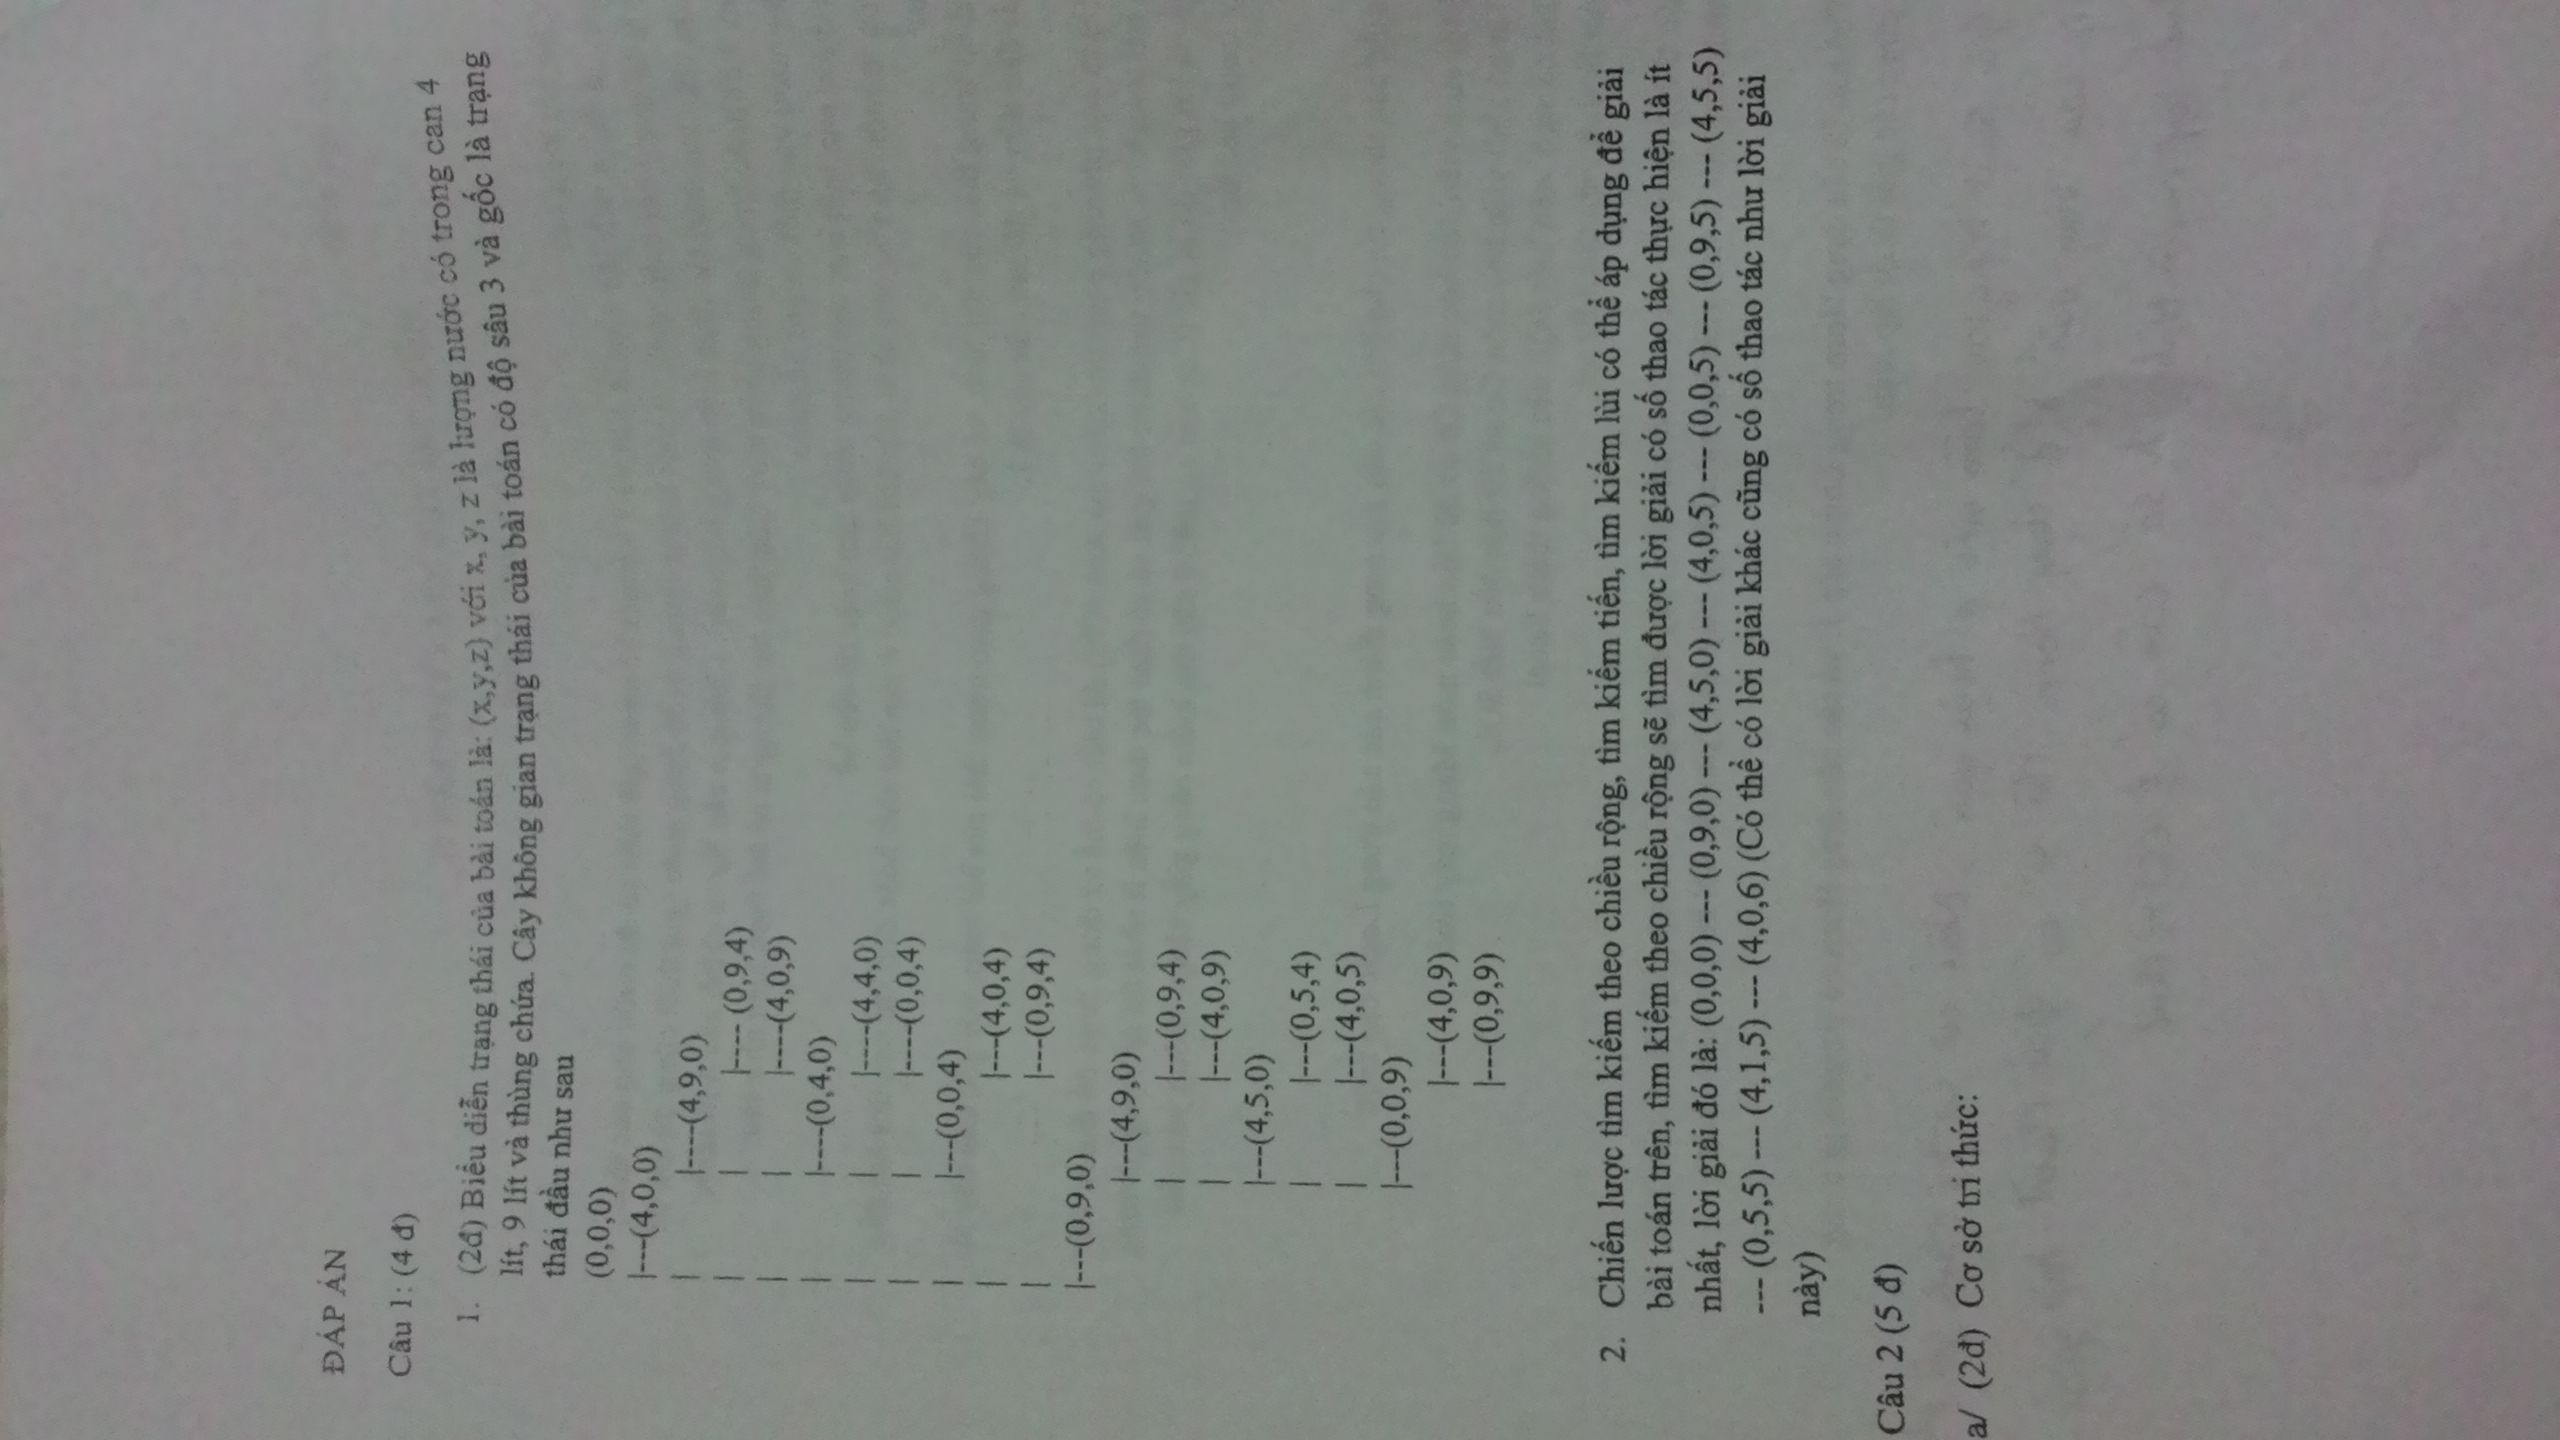 ĐÁP ÁN
Câu 1: (4 đ)
1. (2đ) Biểu diễn trạng thái của bài toán là: (x,y,z) với x, y, z là lượng nước có trong can 4
lít, 9 lít và thùng chứa. Cây không gian trạng thái của bài toán có độ sâu 3 và gốc là trạng
thái đầu như sau
(0,0,0)
|---(4,0,0)
| |----(4,9,0)
| | |---- (0,9,4)
| | |----(4,0,9)
| |----(0,4,0)
| | |----(4,4,0)
| | |----(0,0,4)
| |---(0,0,4)
| |---(4,0,4)
| |---(0,9,4)
|---(0,9,0)
|---(4,9,0)
| |---(0,9,4)
| |---(4,0,9)
|---(4,5,0)
| |---(0,5,4)
| |---(4,0,5)
|---(0,0,9)
|---(4,0,9)
|---(0,9,9)
2. Chiến lược tìm kiếm theo chiều rộng, tìm kiếm tiến, tìm kiếm lùi có thể áp dụng để giải
bài toán trên, tìm kiếm theo chiều rộng sẽ tìm được lời giải có số thao tác thực hiện là ít
nhất, lời giải đó là: (0,0,0) --- (0,9,0) --- (4,5,0) --- (4,0,5) --- (0,0,5) --- (0,9,5) --- (4,5,5)
--- (0,5,5) --- (4,1,5) --- (4,0,6) (Có thể có lời giải khác cũng có số thao tác như lời giải
này)
Câu 2 (5 đ)
a/ (2đ) Cơ sở tri thức: